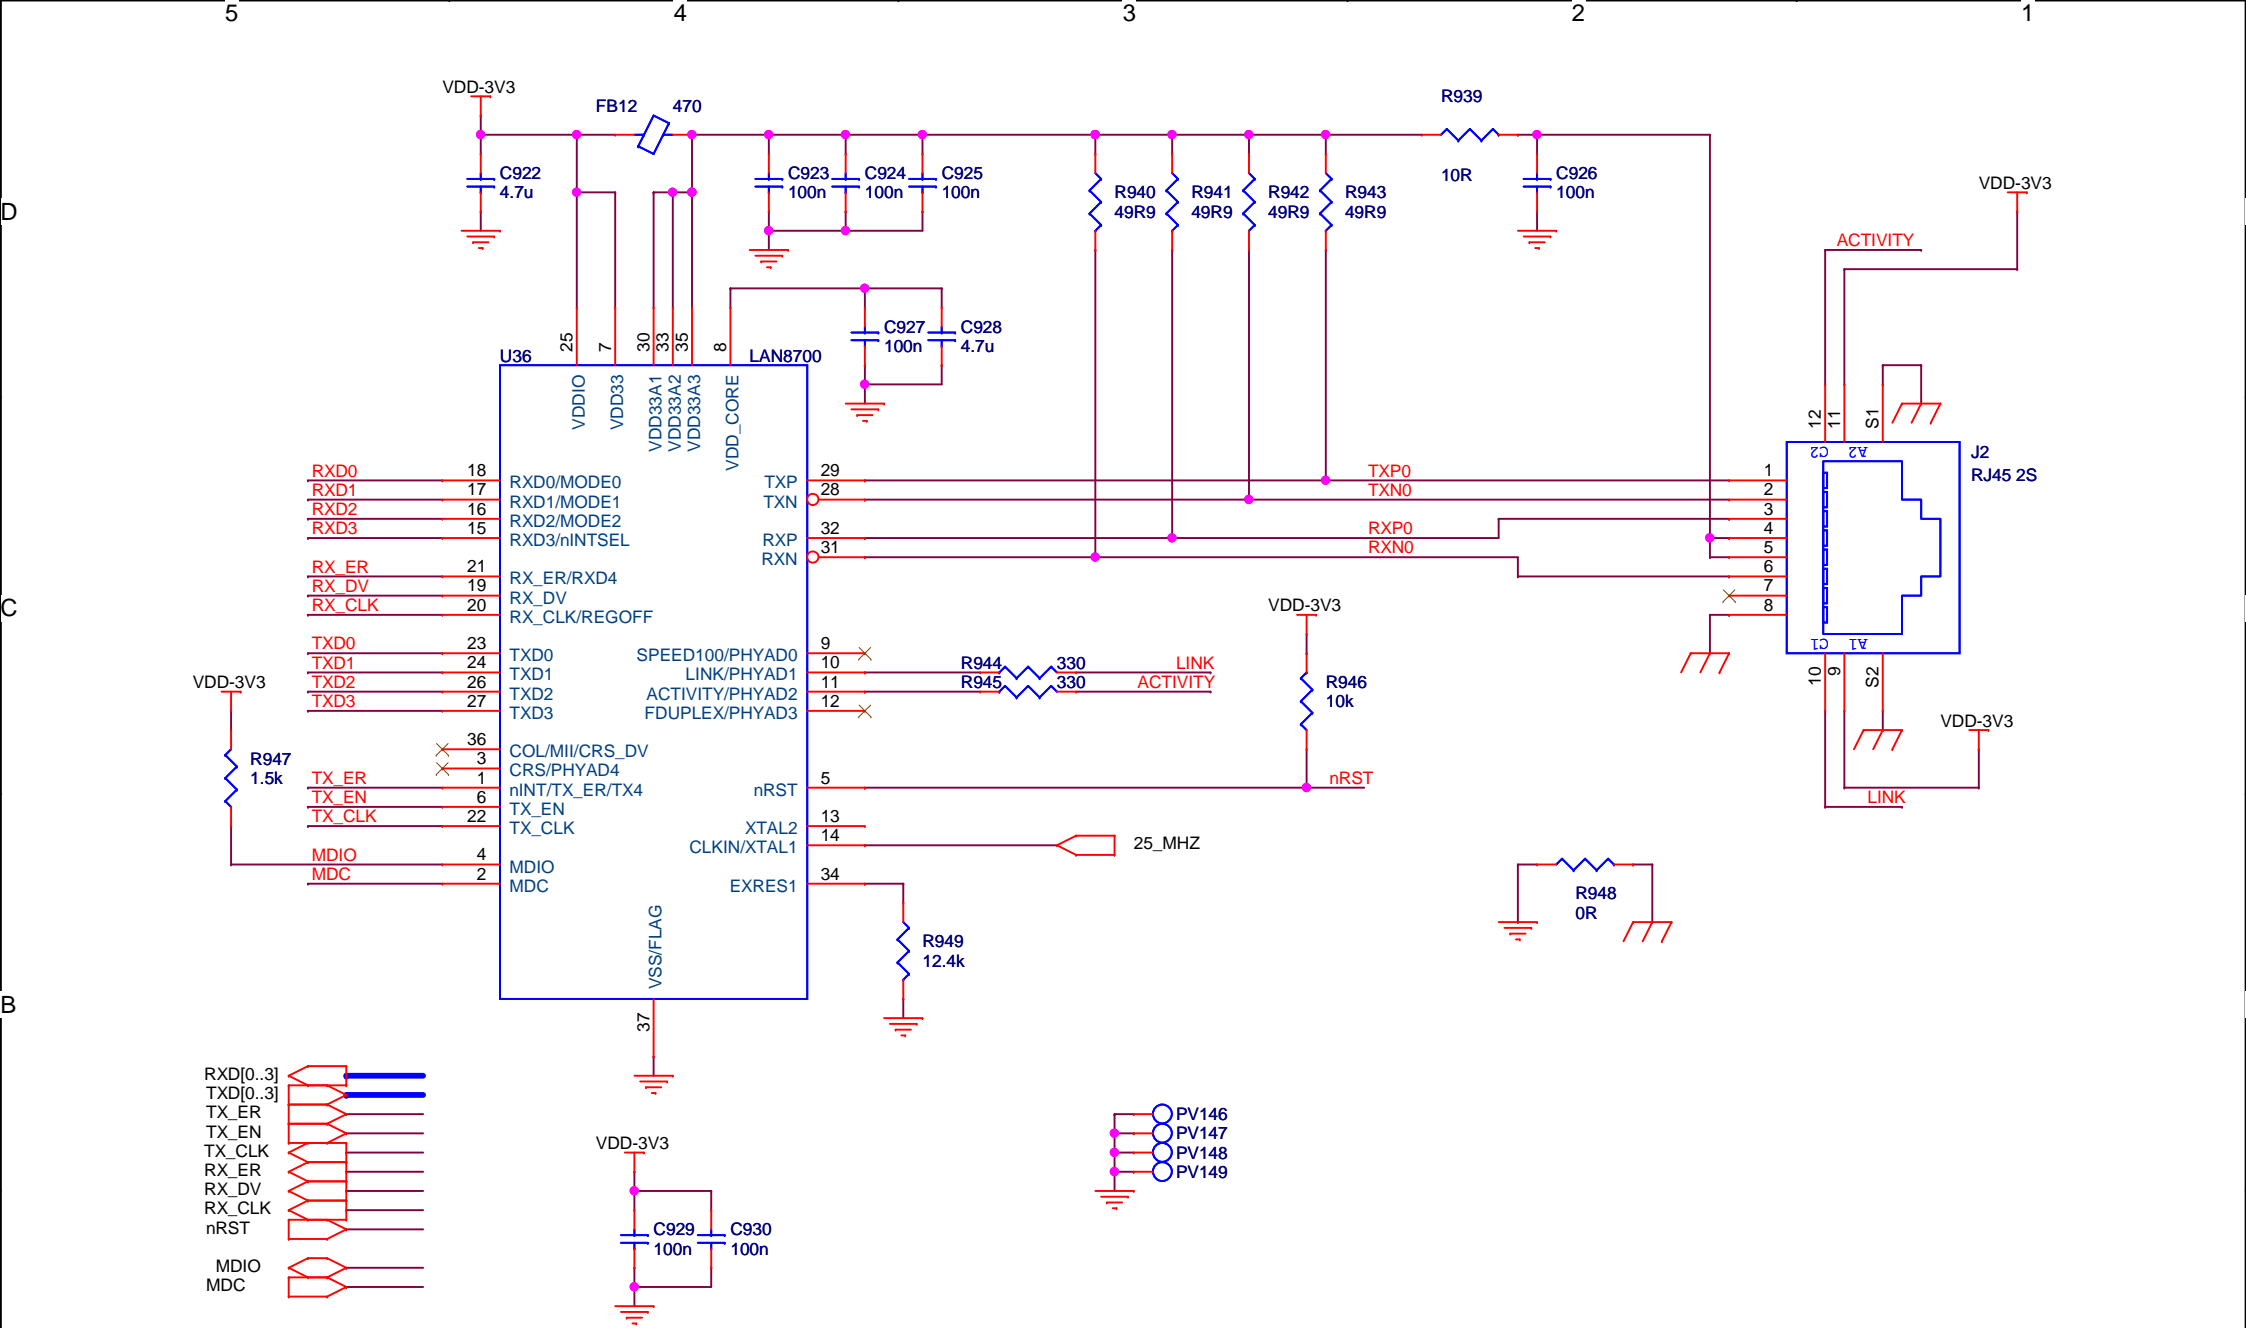 5 4 3 2 1
D
C
B
VDD-3V3
FB12 470
R939
10R
C922
4.7u
C923
100n
C924
100n
C925
100n
R940
49R9
R941
49R9
R942
49R9
R943
49R9
C926
100n
VDD-3V3
ACTIVITY
C927
100n
C928
4.7u
25 7 30 33 35 8
U36 LAN8700
VDDIO VDD33 VDD33A1 VDD33A2 VDD33A3 VDD_CORE
12 11 S1
C2 A2
J2
RJ45 2S
1
2
3
4
5
6
7
8
C1 A1
10 9 S2
VDD-3V3
LINK
RXD0 18 RXD0/MODE0
RXD1 17 RXD1/MODE1
RXD2 16 RXD2/MODE2
RXD3 15 RXD3/nINTSEL
RX_ER 21 RX_ER/RXD4
RX_DV 19 RX_DV
RX_CLK 20 RX_CLK/REGOFF
TXD0 23 TXD0
TXD1 24 TXD1
TXD2 26 TXD2
TXD3 27 TXD3
36 COL/MII/CRS_DV
3 CRS/PHYAD4
TX_ER 1 nINT/TX_ER/TX4
TX_EN 6 TX_EN
TX_CLK 22 TX_CLK
MDIO 4 MDIO
MDC 2 MDC
VDD-3V3
R947
1.5k
TXP 29 TXP0
TXN 28 TXN0
RXP 32 RXP0
RXN 31 RXN0
SPEED100/PHYAD0 9
LINK/PHYAD1 10 R944 330 LINK
ACTIVITY/PHYAD2 11 R945 330 ACTIVITY
FDUPLEX/PHYAD3 12
VDD-3V3
R946
10k
nRST 5 nRST
XTAL2 13
CLKIN/XTAL1 14 25_MHZ
EXRES1 34
R949
12.4k
VSS/FLAG
37
R948
0R
RXD[0..3]
TXD[0..3]
TX_ER
TX_EN
TX_CLK
RX_ER
RX_DV
RX_CLK
nRST
MDIO
MDC
VDD-3V3
C929
100n
C930
100n
PV146
PV147
PV148
PV149